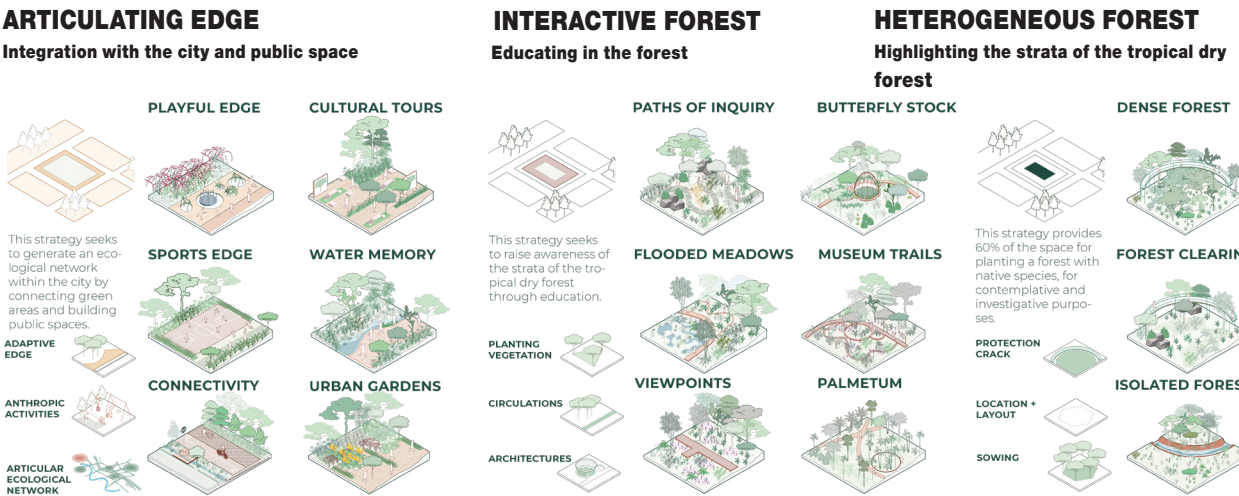 ARTICULATING EDGE
Integration with the city and public space
PLAYFUL EDGE
CULTURAL TOURS
This strategy seeks
to generate an eco-
logical network
within the city by
connecting green
areas and building
public spaces.
SPORTS EDGE
WATER MEMORY
ADAPTIVE
EDGE
ANTHROPIC
ACTIVITIES
ARTICULAR
ECOLOGICAL
NETWORK
CONNECTIVITY
URBAN GARDENS
INTERACTIVE FOREST
Educating in the forest
PATHS OF INQUIRY
BUTTERFLY STOCK
This strategy seeks
to raise awareness of
the strata of the tro-
pical dry forest
through education.
FLOODED MEADOWS
MUSEUM TRAILS
PLANTING
VEGETATION
CIRCULATIONS
ARCHITECTURES
VIEWPOINTS
PALMETUM
HETEROGENEOUS FOREST
Highlighting the strata of the tropical dry
forest
DENSE FOREST
This strategy provides
60% of the space for
planting a forest with
native species, for
contemplative and
investigative purpo-
ses.
FOREST CLEARIN
PROTECTION
CRACK
LOCATION +
LAYOUT
SOWING
ISOLATED FORES